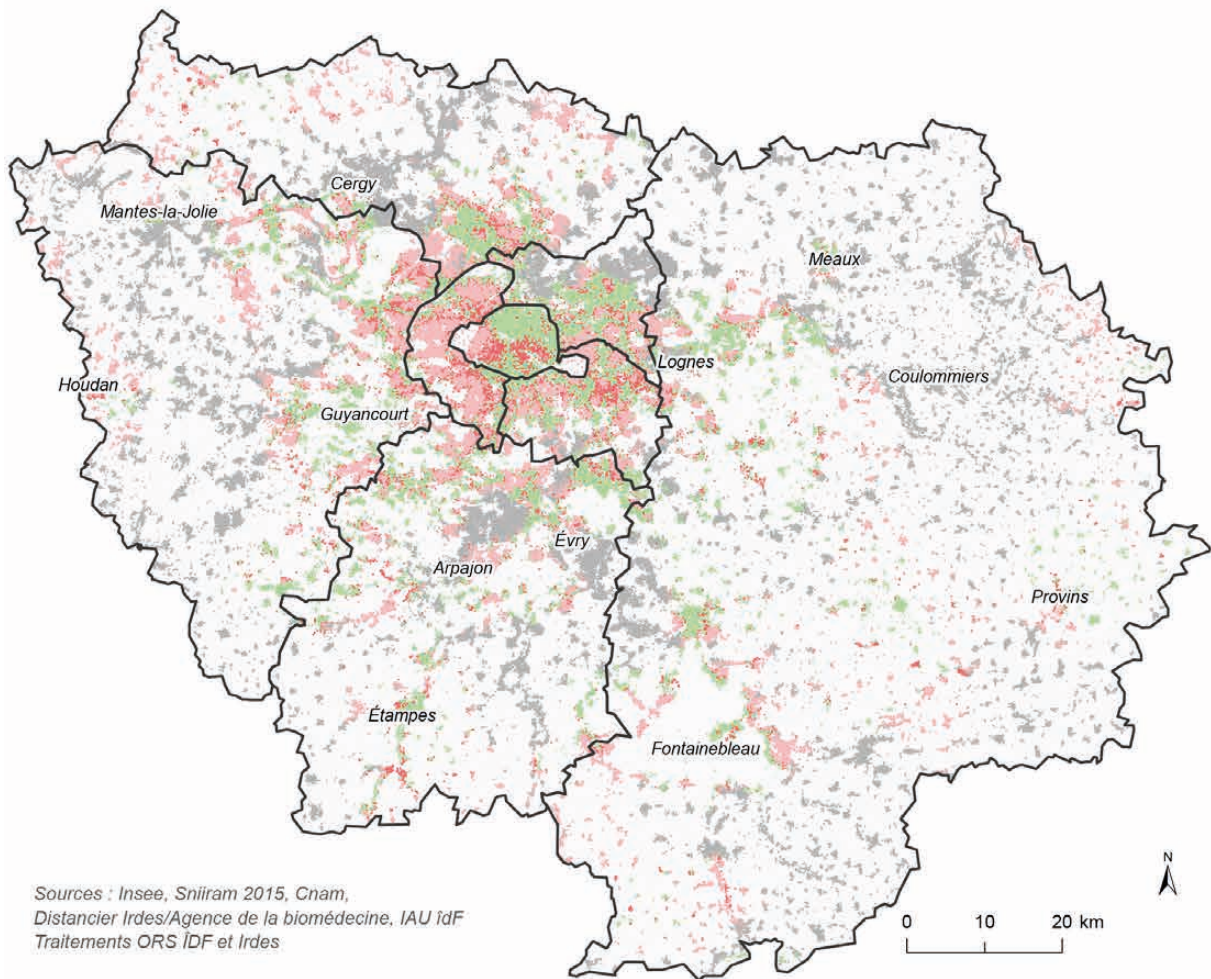 Cergy
Mantes-la-Jolie
Meaux
Lognes
Coulommiers
Houdan
Guyancourt
Évry
Arpajon
Provins
Étampes
Fontainebleau
N
Sources : Insee, Sniiram 2015, Cnam,
Distancier Irdes/Agence de la biomédecine, IAU îdF
Traitements ORS ÎDF et Irdes
0 10 20 km